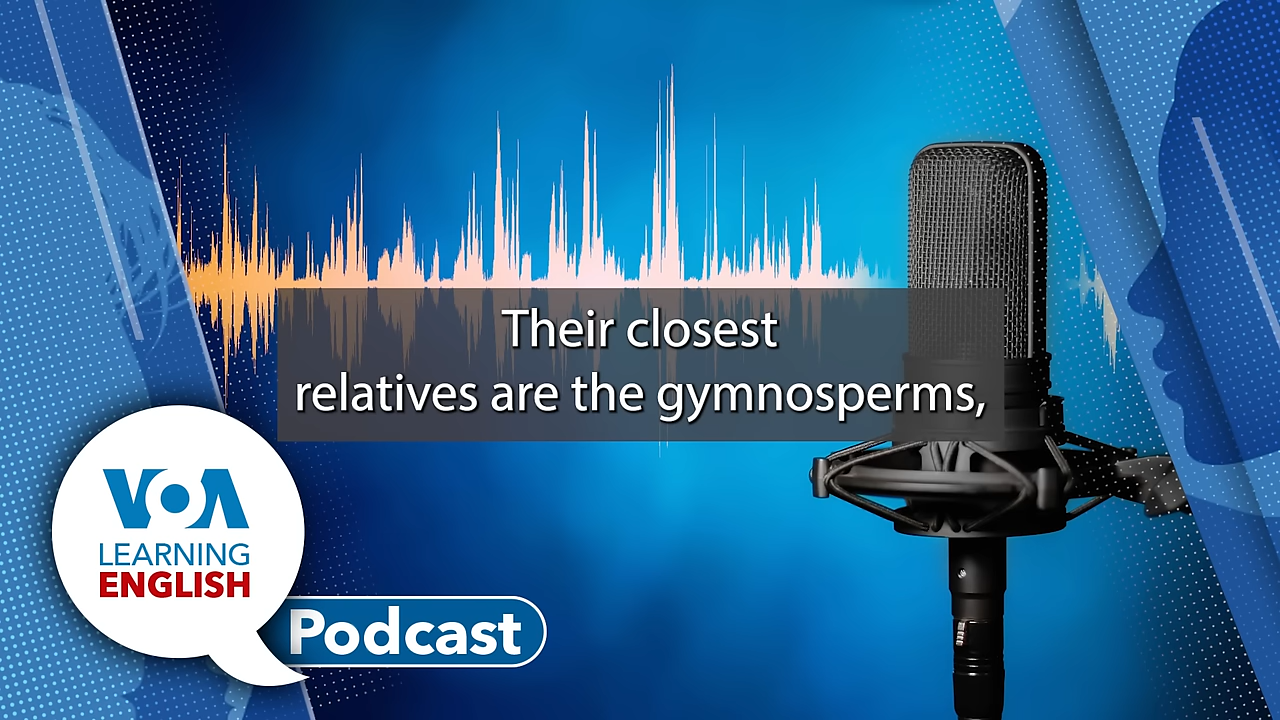 Their closest
relatives are the gymnosperms,
VOA
LEARNING
ENGLISH
Podcast